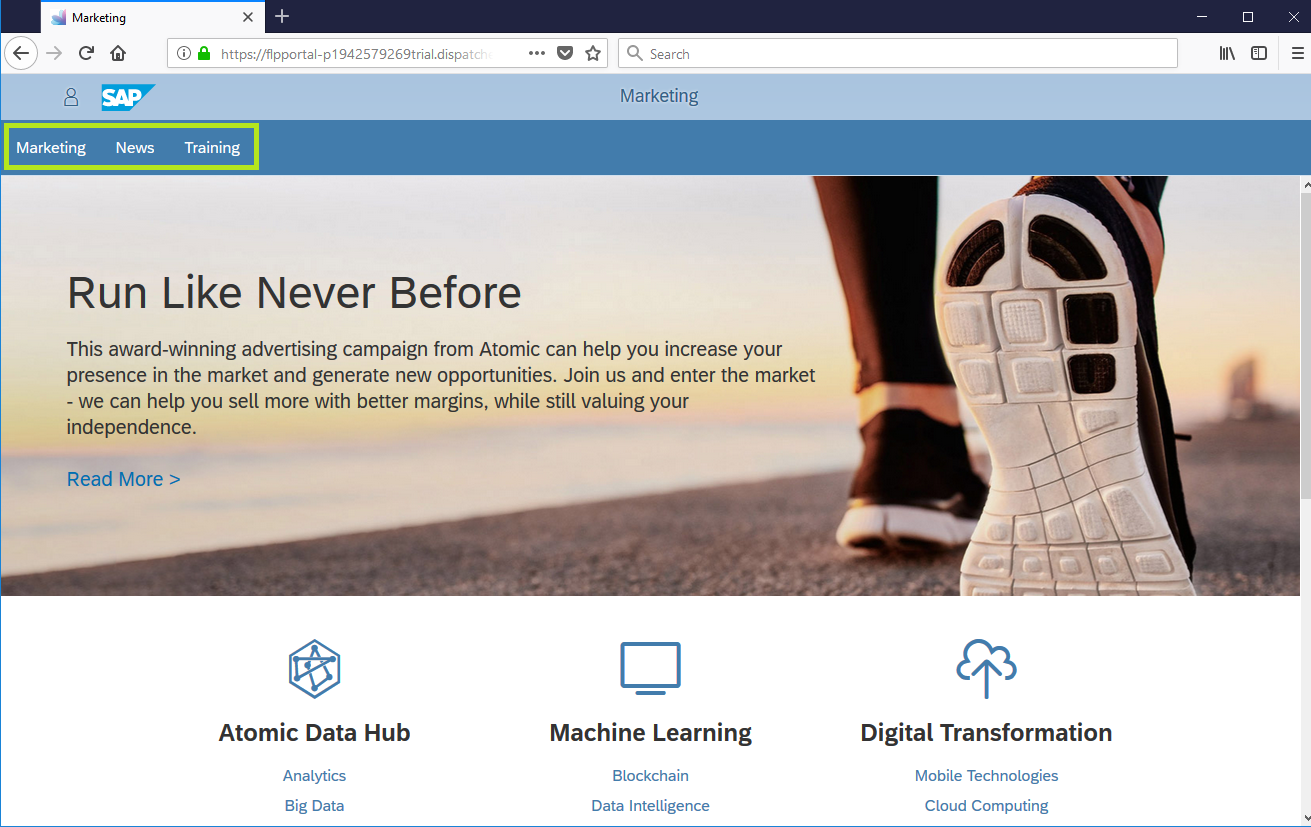 Marketing
https://flpportal-p1942579269trial.dispatch
Search
SAP
Marketing
Marketing News Training
Run Like Never Before
This award-winning advertising campaign from Atomic can help you increase your
presence in the market and generate new opportunities. Join us and enter the market
- we can help you sell more with better margins, while still valuing your
independence.
Read More >
Atomic Data Hub
Machine Learning
Digital Transformation
Analytics
Blockchain
Mobile Technologies
Big Data
Data Intelligence
Cloud Computing